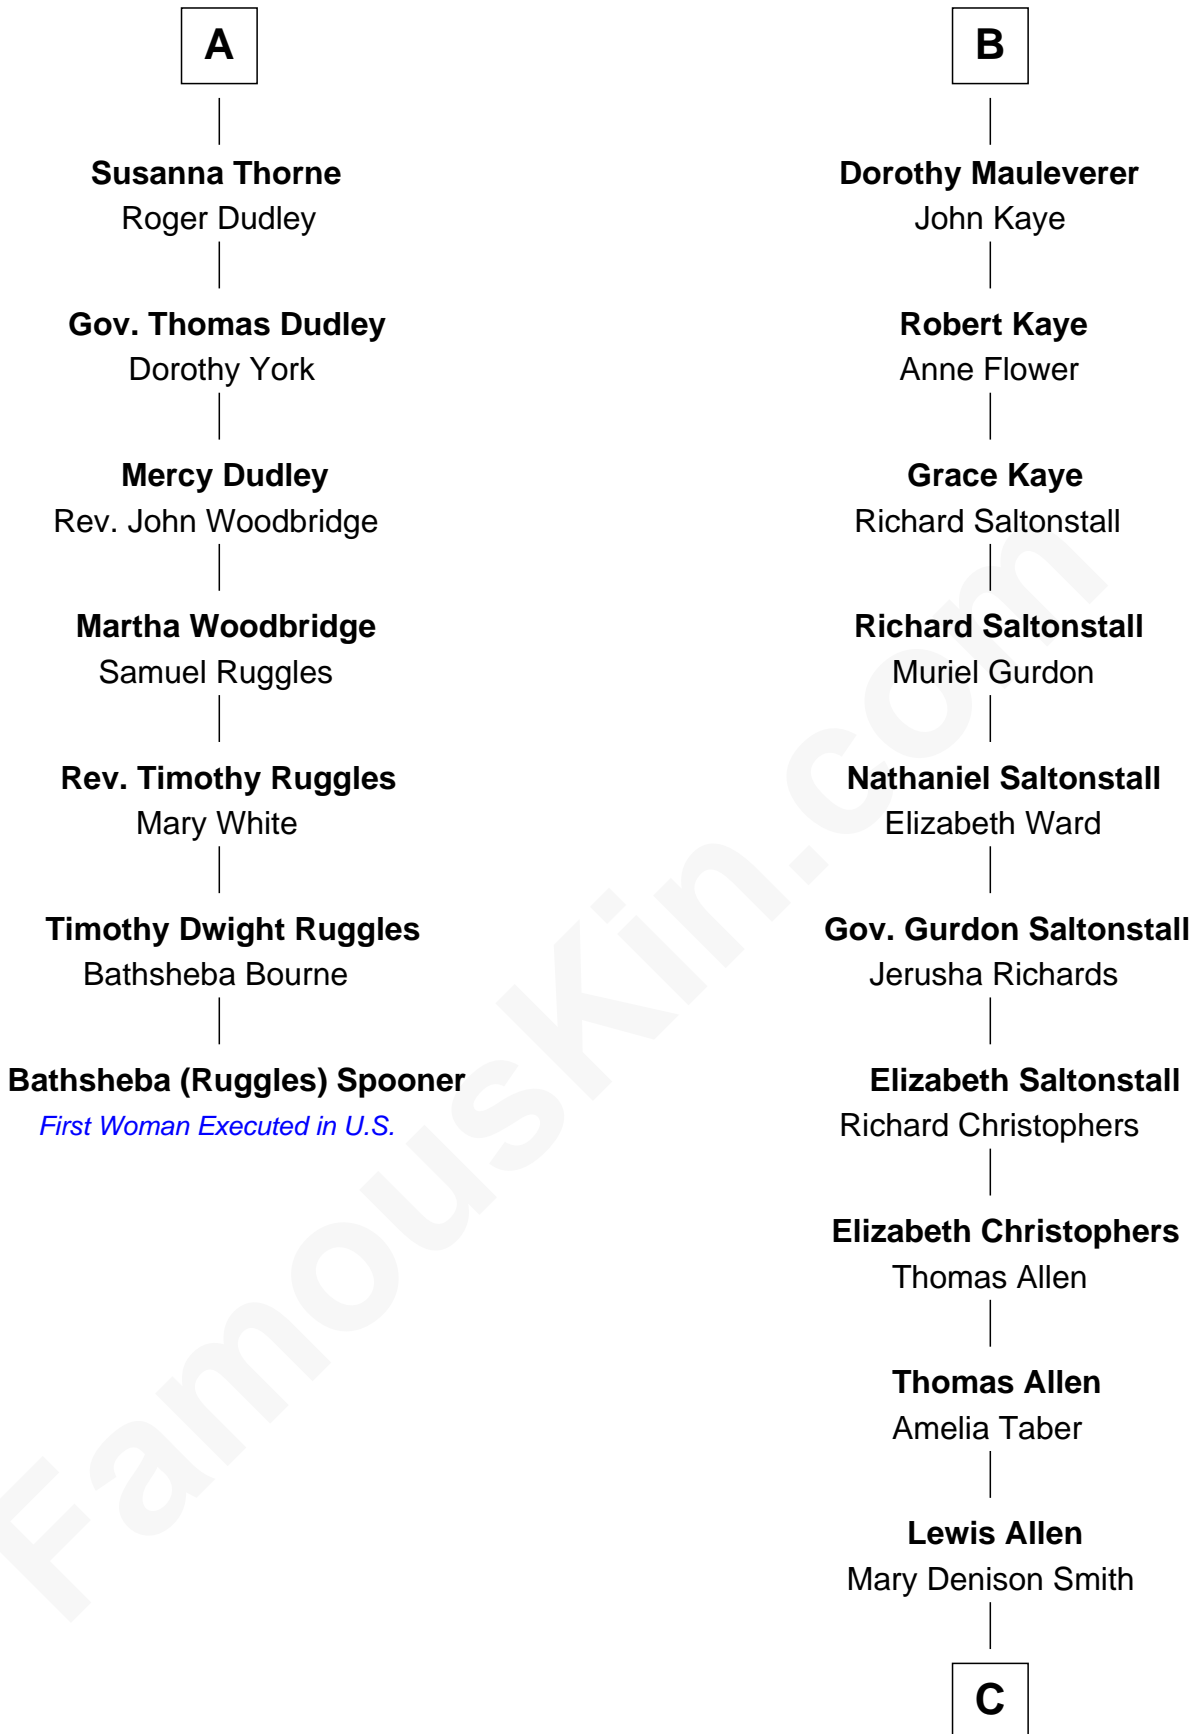 A
Susanna Thorne
Roger Dudley
Gov. Thomas Dudley
Dorothy York
Mercy Dudley
Rev. John Woodbridge
Martha Woodbridge
Samuel Ruggles
Rev. Timothy Ruggles
Mary White
Timothy Dwight Ruggles
Bathsheba Bourne
Bathsheba (Ruggles) Spooner
First Woman Executed in U.S.
B
Dorothy Mauleverer
John Kaye
Robert Kaye
Anne Flower
Grace Kaye
Richard Saltonstall
Richard Saltonstall
Muriel Gurdon
Nathaniel Saltonstall
Elizabeth Ward
Gov. Gurdon Saltonstall
Jerusha Richards
Elizabeth Saltonstall
Richard Christophers
Elizabeth Christophers
Thomas Allen
Thomas Allen
Amelia Taber
Lewis Allen
Mary Denison Smith
C
FamousKin.com